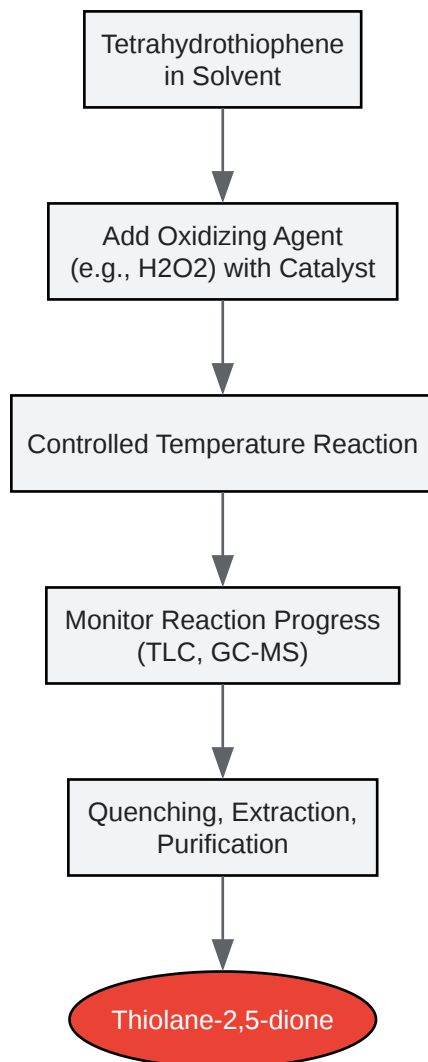 Tetrahydrothiophene
in Solvent
Add Oxidizing Agent
(e.g., H2O2) with Catalyst
Controlled Temperature Reaction
Monitor Reaction Progress
(TLC, GC-MS)
Quenching, Extraction,
Purification
Thiolane-2,5-dione